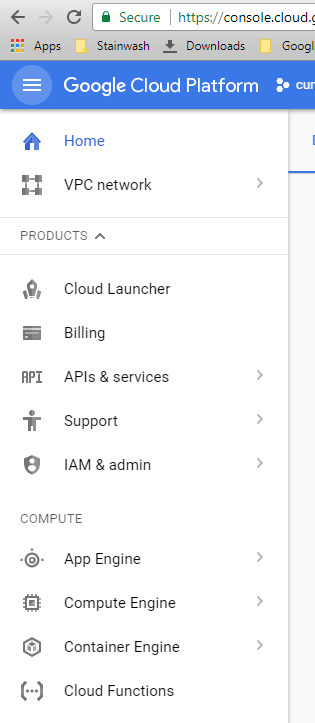 Secure https://console.cloud.g
Apps Stainwash Downloads Googl
Google Cloud Platform cur
Home
VPC network
PRODUCTS
Cloud Launcher
Billing
API APIs & services
Support
IAM & admin
COMPUTE
App Engine
Compute Engine
Container Engine
Cloud Functions